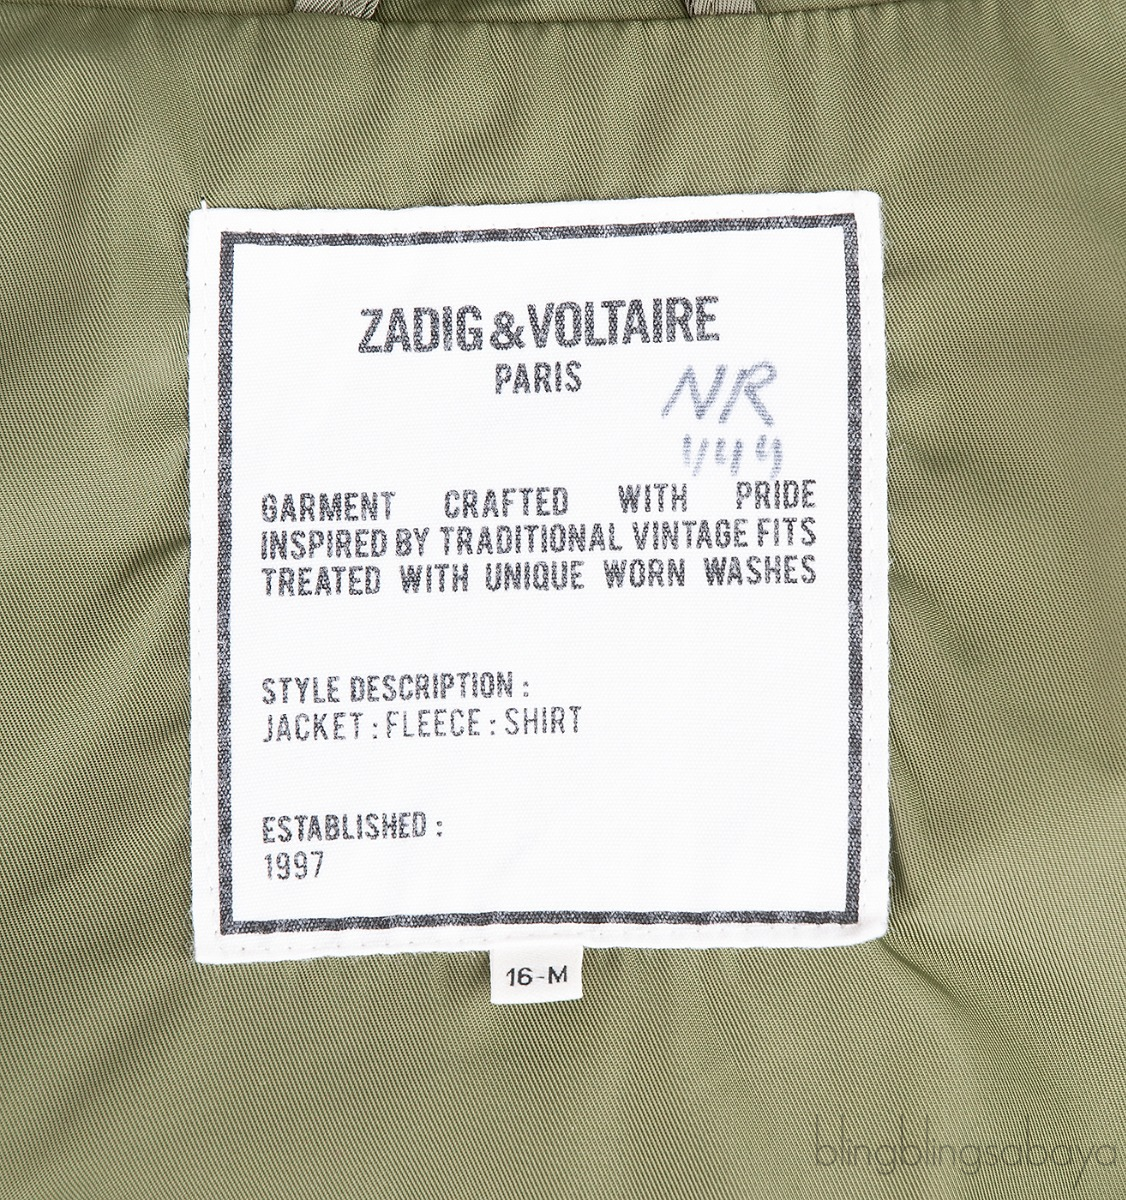 ZADIG&VOLTAIRE
PARIS
NR
GARMENT CRAFTED WITH PRIDE
INSPIRED BY TRADITIONAL VINTAGE FITS
TREATED WITH UNIQUE WORN WASHES
STYLE DESCRIPTION :
JACKET : FLEECE : SHIRT
ESTABLISHED :
1997
16-M
blingblingsabaya